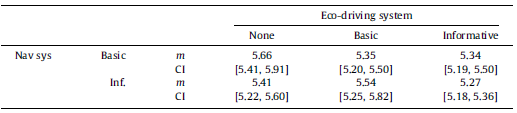 Eco-driving system
None Basic Informative
Nav sys Basic m 5.66 5.35 5.34
CI [5.41, 5.91] [5.20, 5.50] [5.19, 5.50]
Inf. m 5.41 5.54 5.27
CI [5.22, 5.60] [5.25, 5.82] [5.18, 5.36]